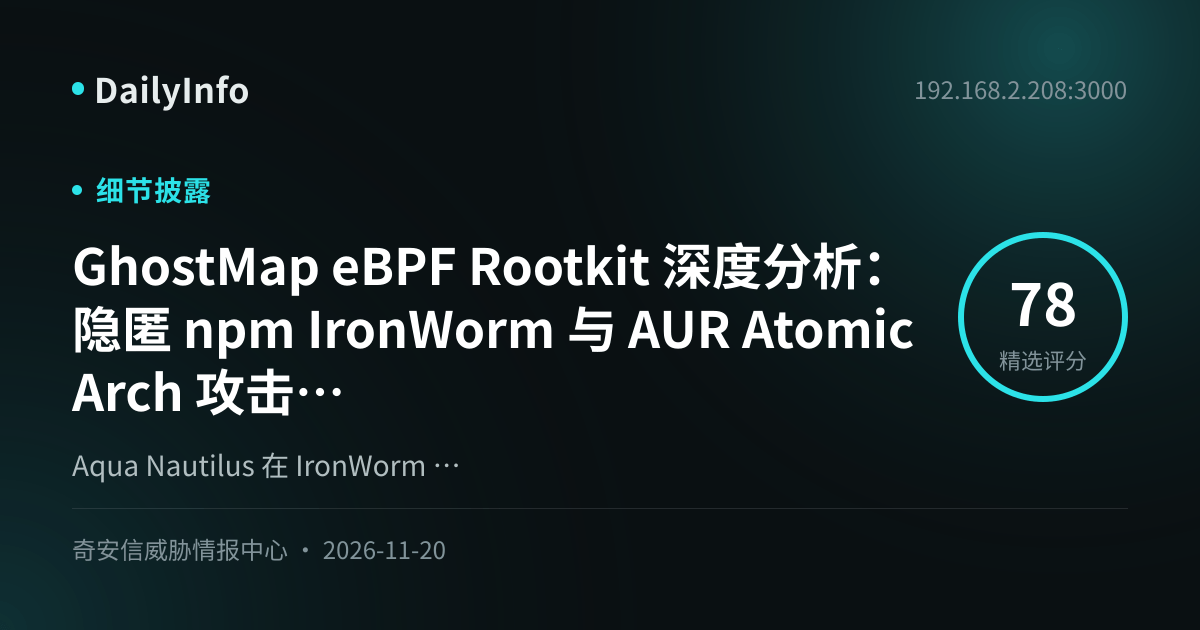 DailyInfo
192.168.2.208:3000
细节披露
GhostMap eBPF Rootkit 深度分析：
隐匿 npm IronWorm 与 AUR Atomic
Arch 攻击…
78
精选评分
Aqua Nautilus 在 IronWorm …
奇安信威胁情报中心 · 2026-11-20